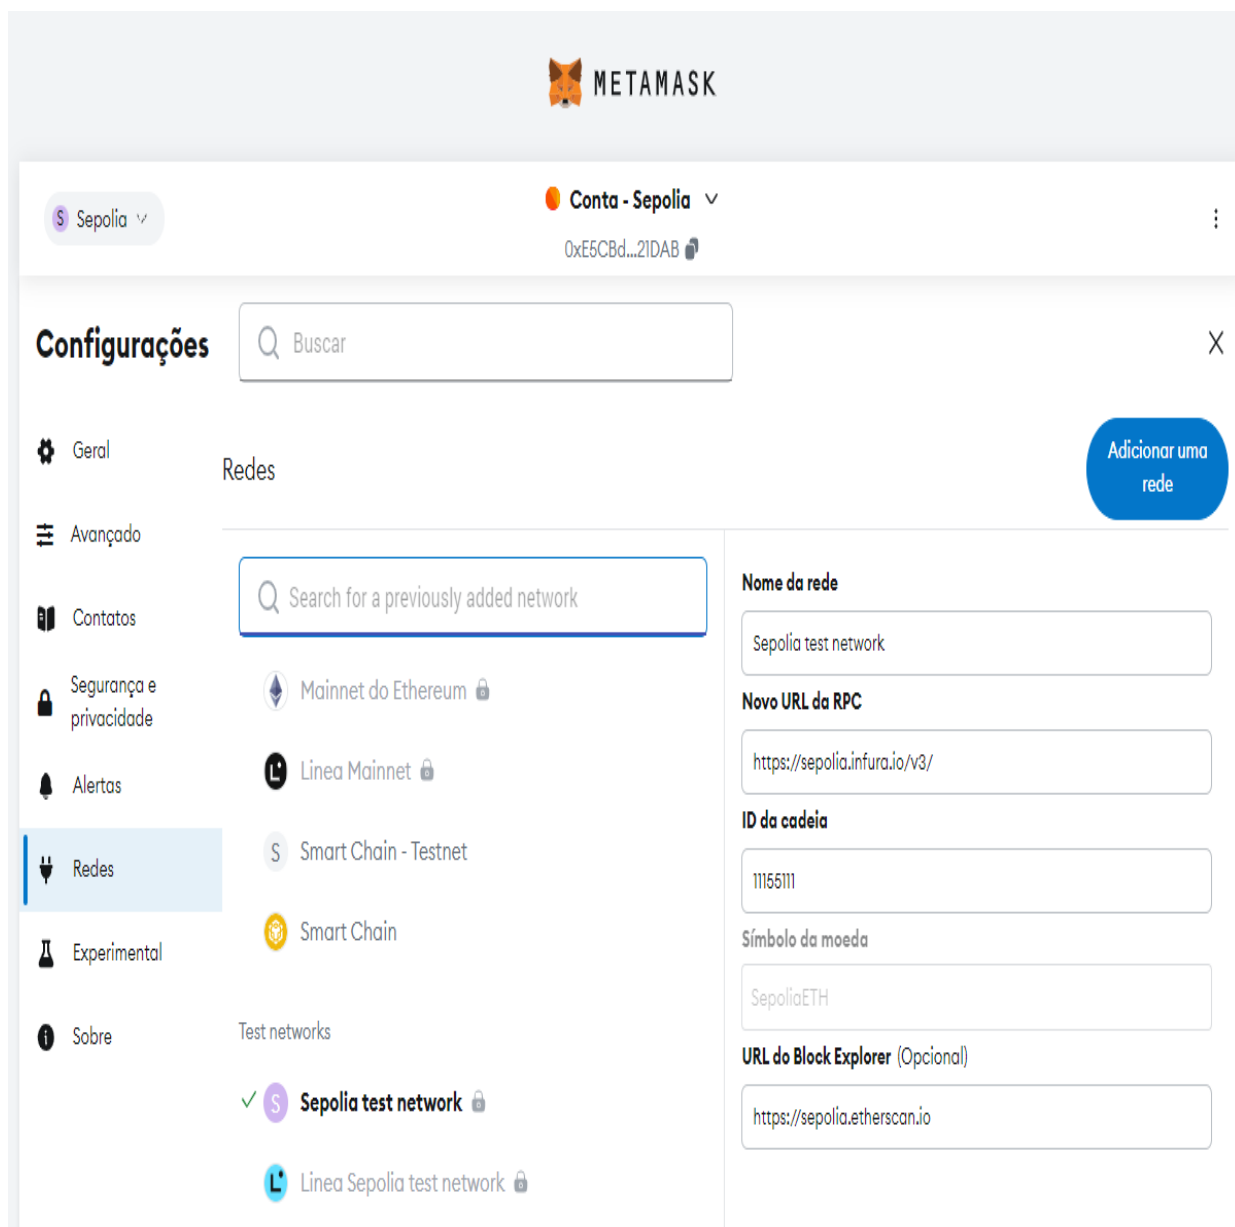 METAMASK
S Sepolia
Conta - Sepolia
0xE5CBd...21DAB
Configurações
Buscar
Geral
Avançado
Contatos
Segurança e
privacidade
Alertas
Redes
Experimental
Sobre
Redes
Adicionar uma
rede
Search for a previously added network
Mainnet do Ethereum
L Linea Mainnet
S Smart Chain - Testnet
Smart Chain
Test networks
S Sepolia test network
L Linea Sepolia test network
Nome da rede
Sepolia test network
Novo URL da RPC
https://sepolia.infura.io/v3/
ID da cadeia
11155111
Símbolo da moeda
SepoliaETH
URL do Block Explorer (Opcional)
https://sepolia.etherscan.io